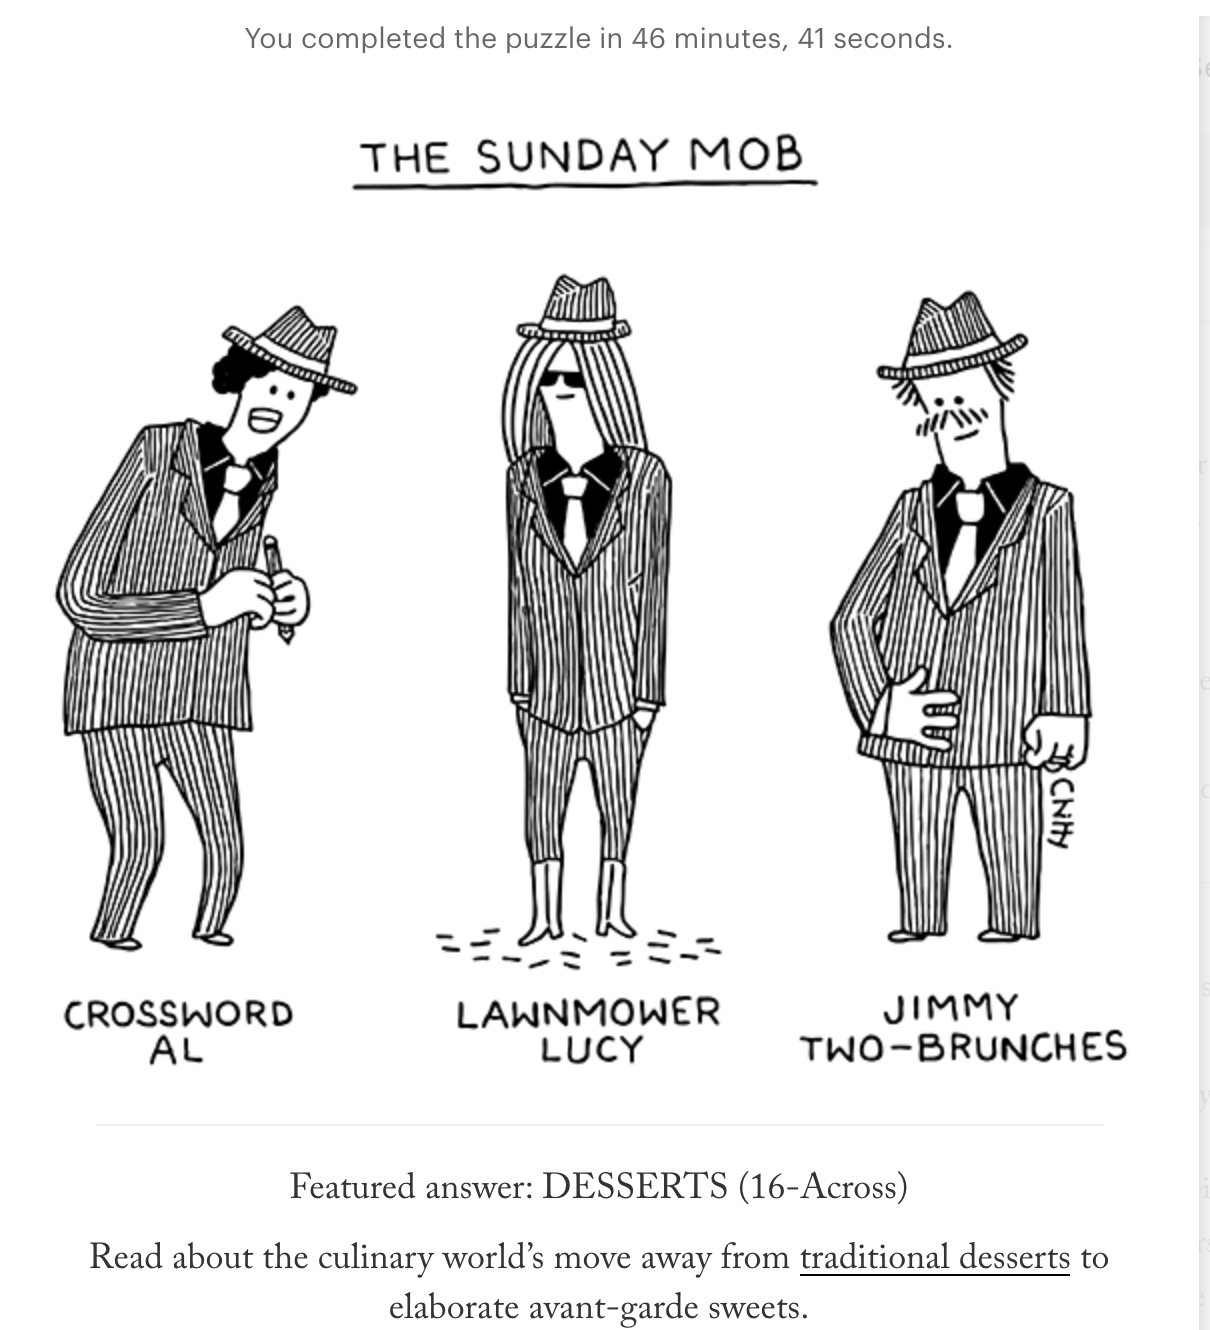 You completed the puzzle in 46 minutes, 41 seconds.
THE SUNDAY MOB
CROSSWORD
AL
LAWNMOWER
LUCY
JIMMY
TWO-BRUNCHES
Featured answer: DESSERTS (16-Across)
Read about the culinary world’s move away from traditional desserts to
elaborate avant-garde sweets.